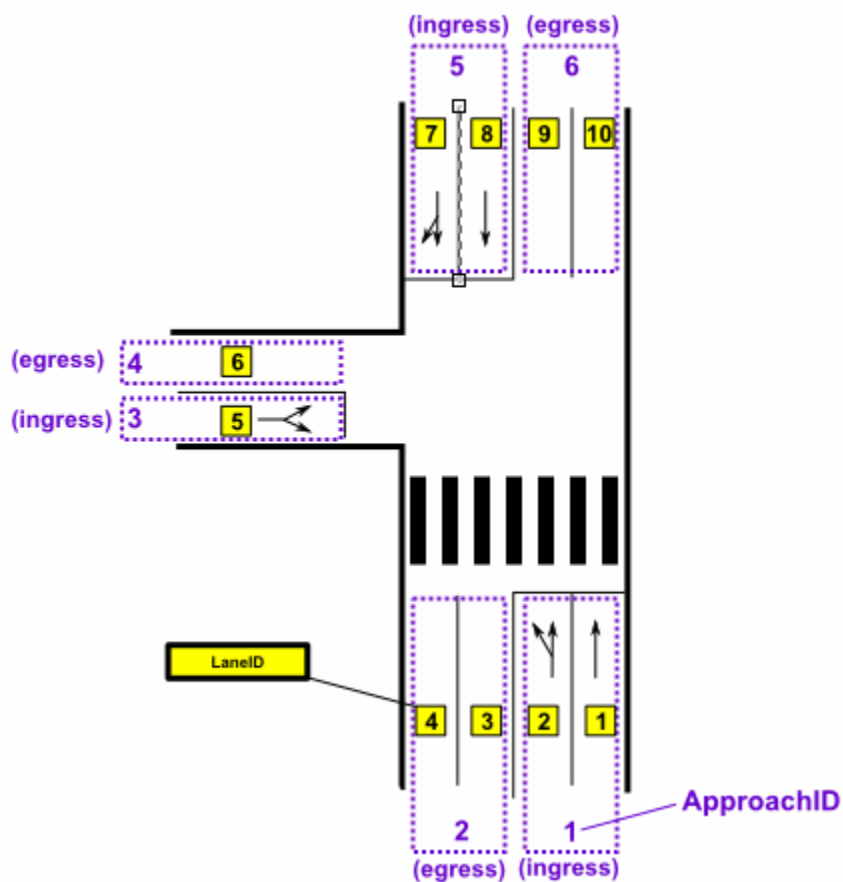 (ingress) (egress)
5 6
7 8 9 10
(egress) 4 6
(ingress) 3 5
LaneID
4 3 2 1
ApproachID
2 1
(egress) (ingress)